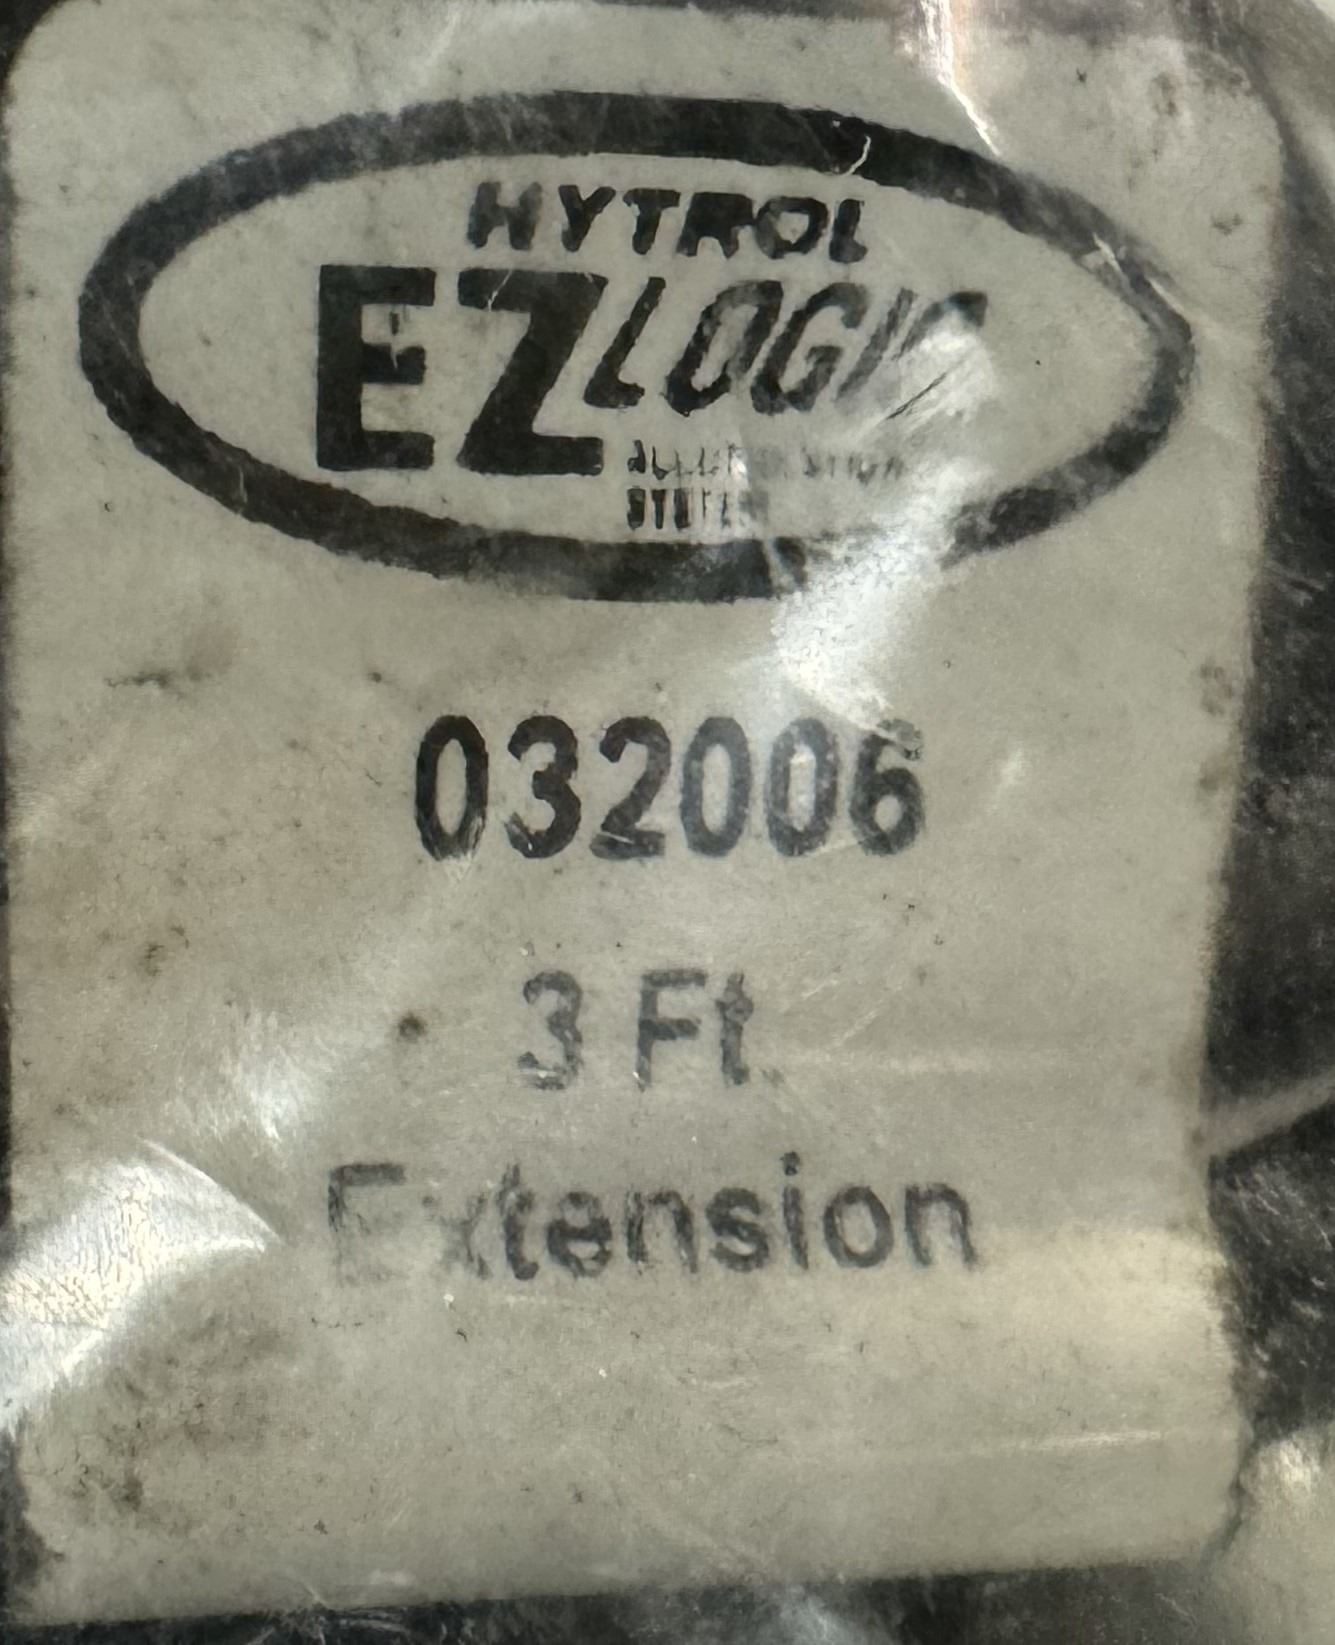 HYTROL
EZLOGIC
032006
3 Ft.
Extension